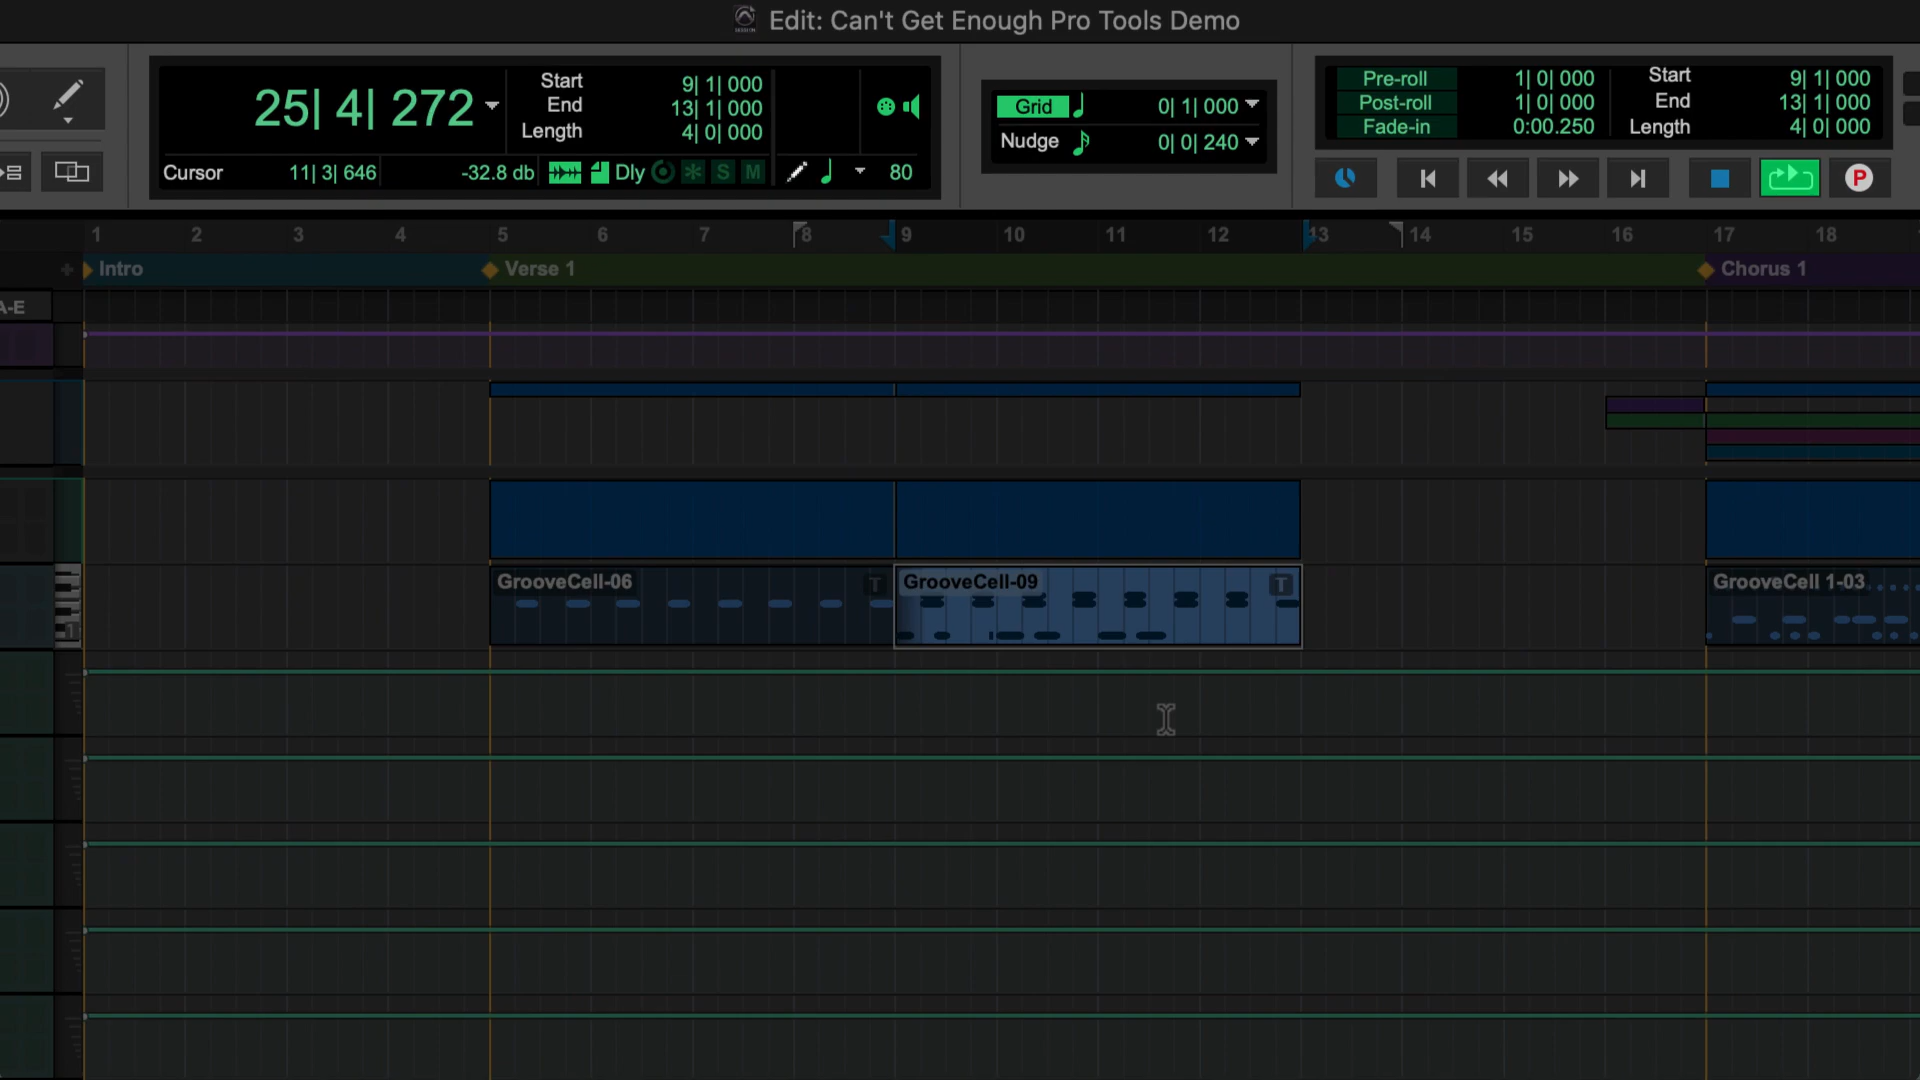 Edit: Can't Get Enough Pro Tools Demo
25| 4| 272
Start 9| 1| 000
End 13| 1| 000
Length 4| 0| 000
Cursor 11| 3| 646 -32.8 db Dly S M 80
Grid 0| 1| 000
Nudge 0| 0| 240
Pre-roll 1| 0| 000 Start 9| 1| 000
Post-roll 1| 0| 000 End 13| 1| 000
Fade-in 0:00.250 Length 4| 0| 000
P
1 2 3 4 5 6 7 8 9 10 11 12 13 14 15 16 17 18
Intro Verse 1 Chorus 1
A-E
GrooveCell-06 T GrooveCell-09 T GrooveCell 1-03
1